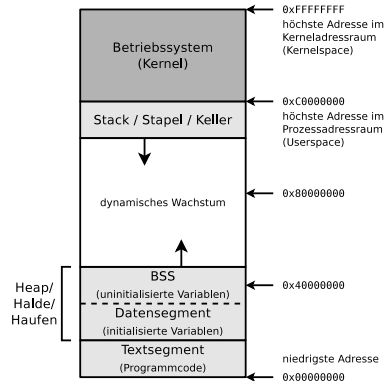 0xFFFFFFFF
höchste Adresse im
Kerneladressraum
(Kernelspace)
Betriebssystem
(Kernel)
0xC0000000
höchste Adresse im
Prozessadressraum
(Userspace)
Stack / Stapel / Keller
dynamisches Wachstum
0x80000000
Heap/
Halde/
Haufen
BSS
(uninitialisierte Variablen)
0x40000000
Datensegment
(initialisierte Variablen)
Textsegment
(Programmcode)
niedrigste Adresse
0x00000000